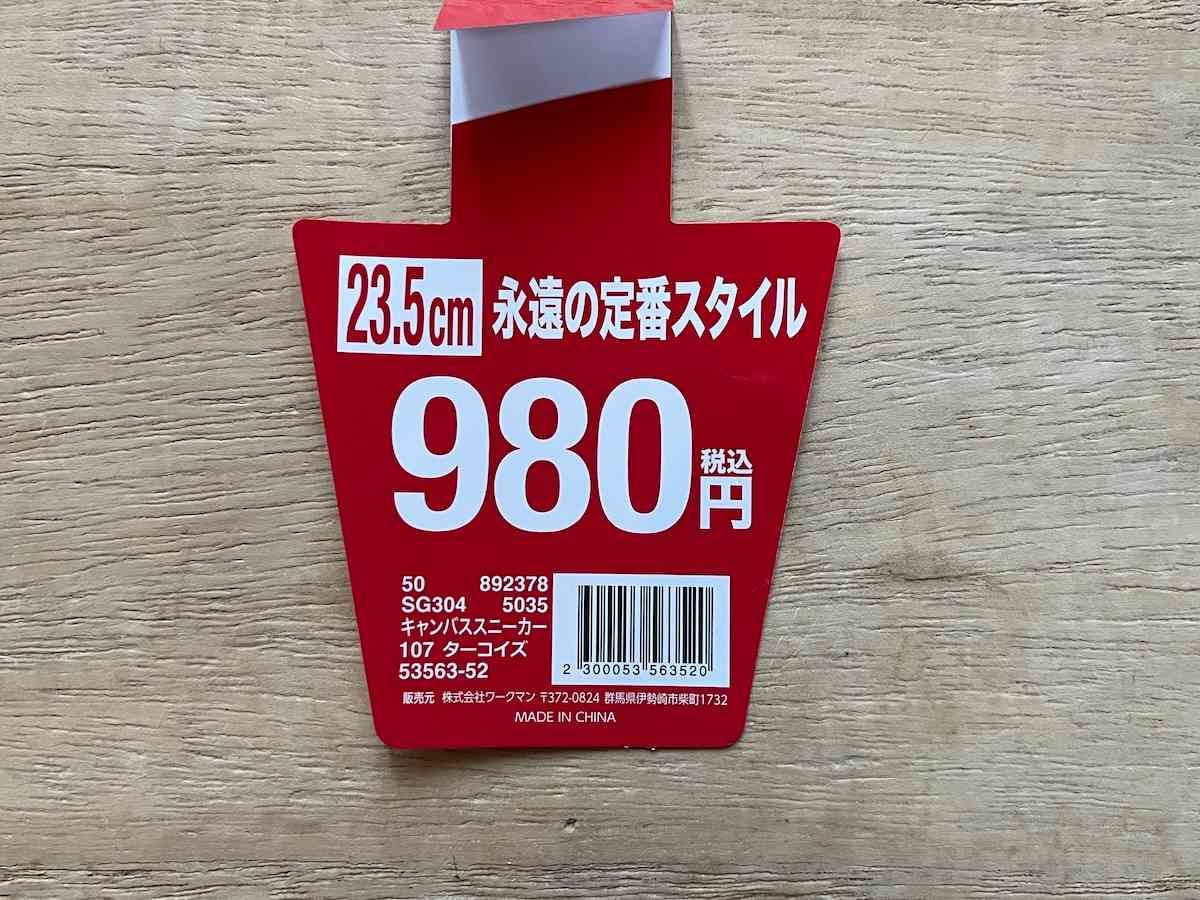 23.5cm 永遠の定番スタイル
980税込円
50 892378
SG304 5035
キャンバススニーカー
107 ターコイズ
53563-52
2 300053 563520
販売元 株式会社ワークマン 〒372-0824 群馬県伊勢崎市柴町1732
MADE IN CHINA